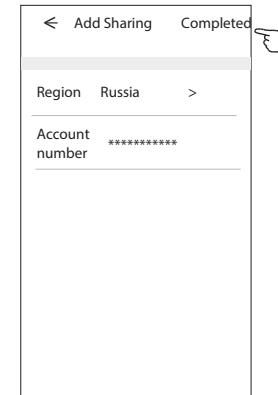 ← Add Sharing Completed
Region Russia >
Account
number ***********